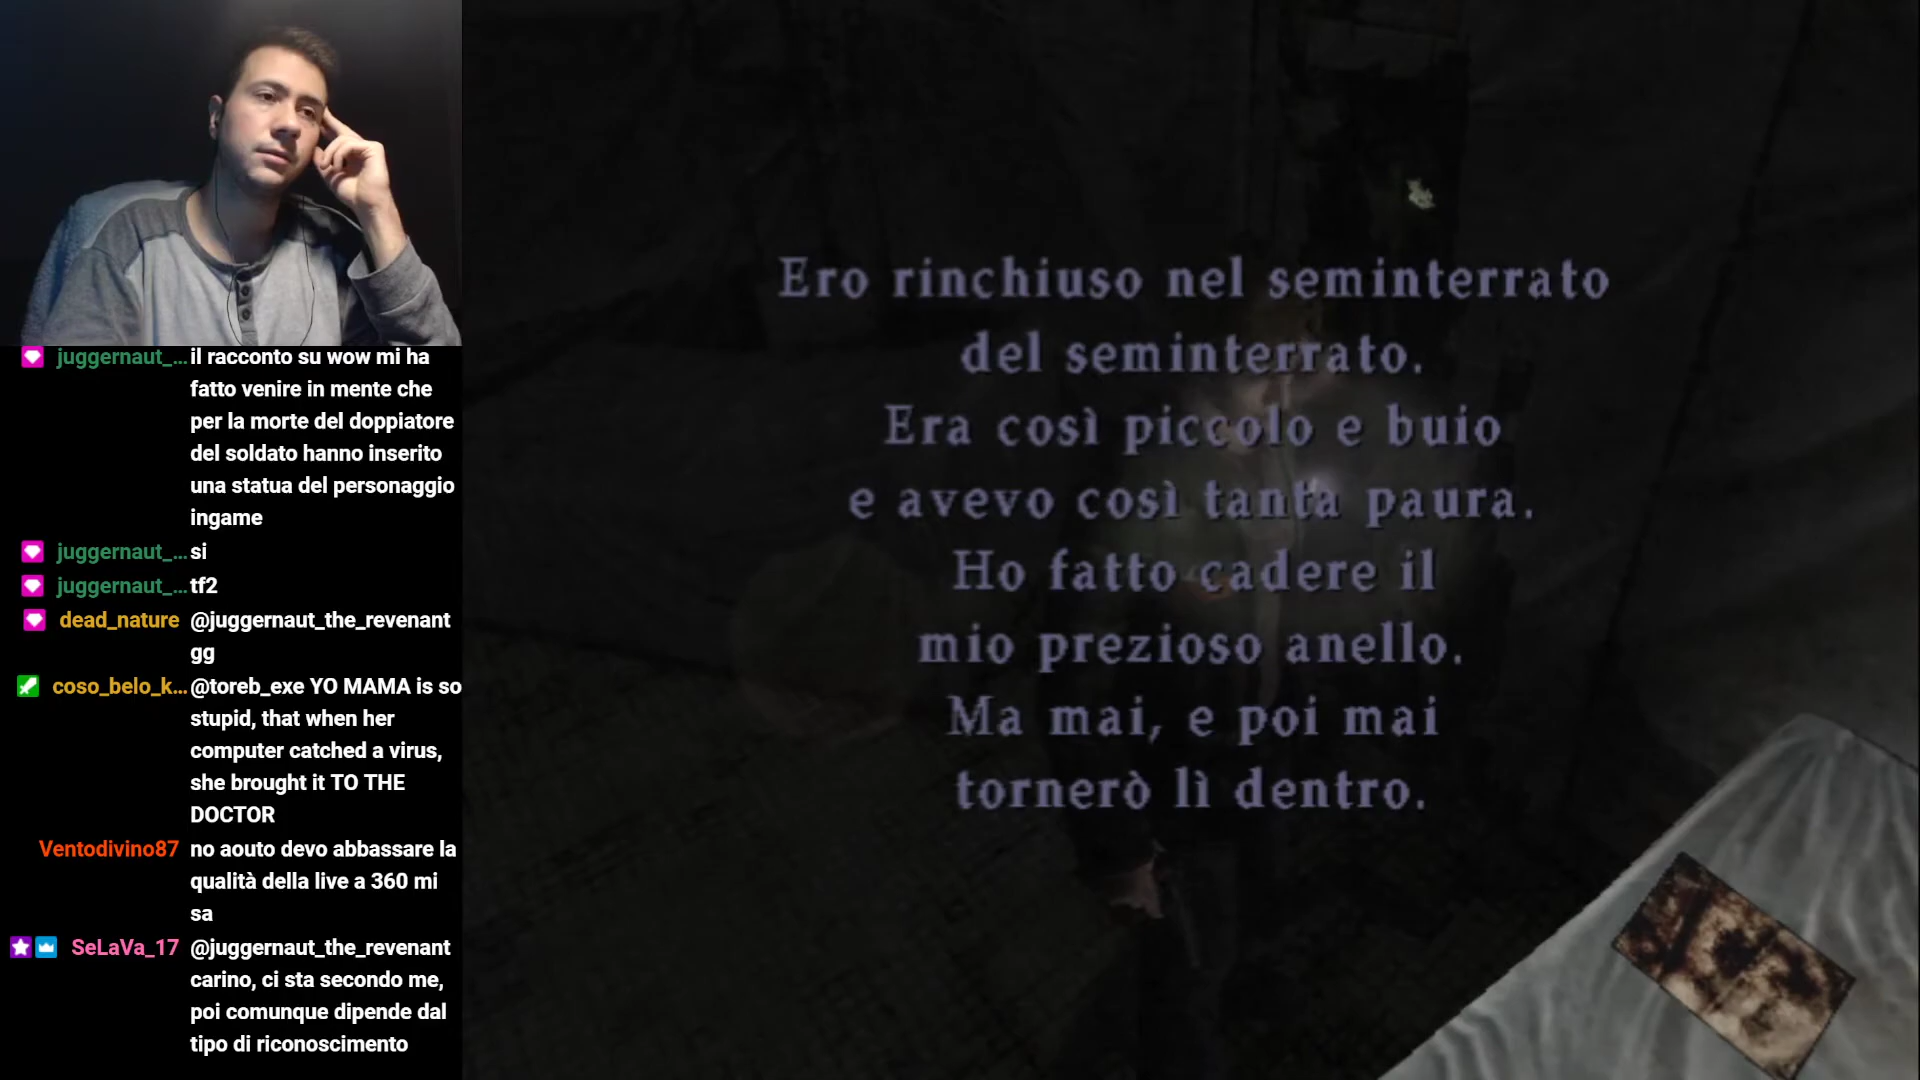 juggernaut_... il racconto su wow mi ha
fatto venire in mente che
per la morte del doppiatore
del soldato hanno inserito
una statua del personaggio
ingame
juggernaut_... si
juggernaut_... tf2
dead_nature @juggernaut_the_revenant
gg
coso_belo_k... @toreb_exe YO MAMA is so
stupid, that when her
computer catched a virus,
she brought it TO THE
DOCTOR
Ventodivino87 no aouto devo abbassare la
qualità della live a 360 mi
sa
SeLaVa_17 @juggernaut_the_revenant
carino, ci sta secondo me,
poi comunque dipende dal
tipo di riconoscimento
Ero rinchiuso nel seminterrato
del seminterrato.
Era così piccolo e buio
e avevo così tanta paura.
Ho fatto cadere il
mio prezioso anello.
Ma mai, e poi mai
tornerò lì dentro.